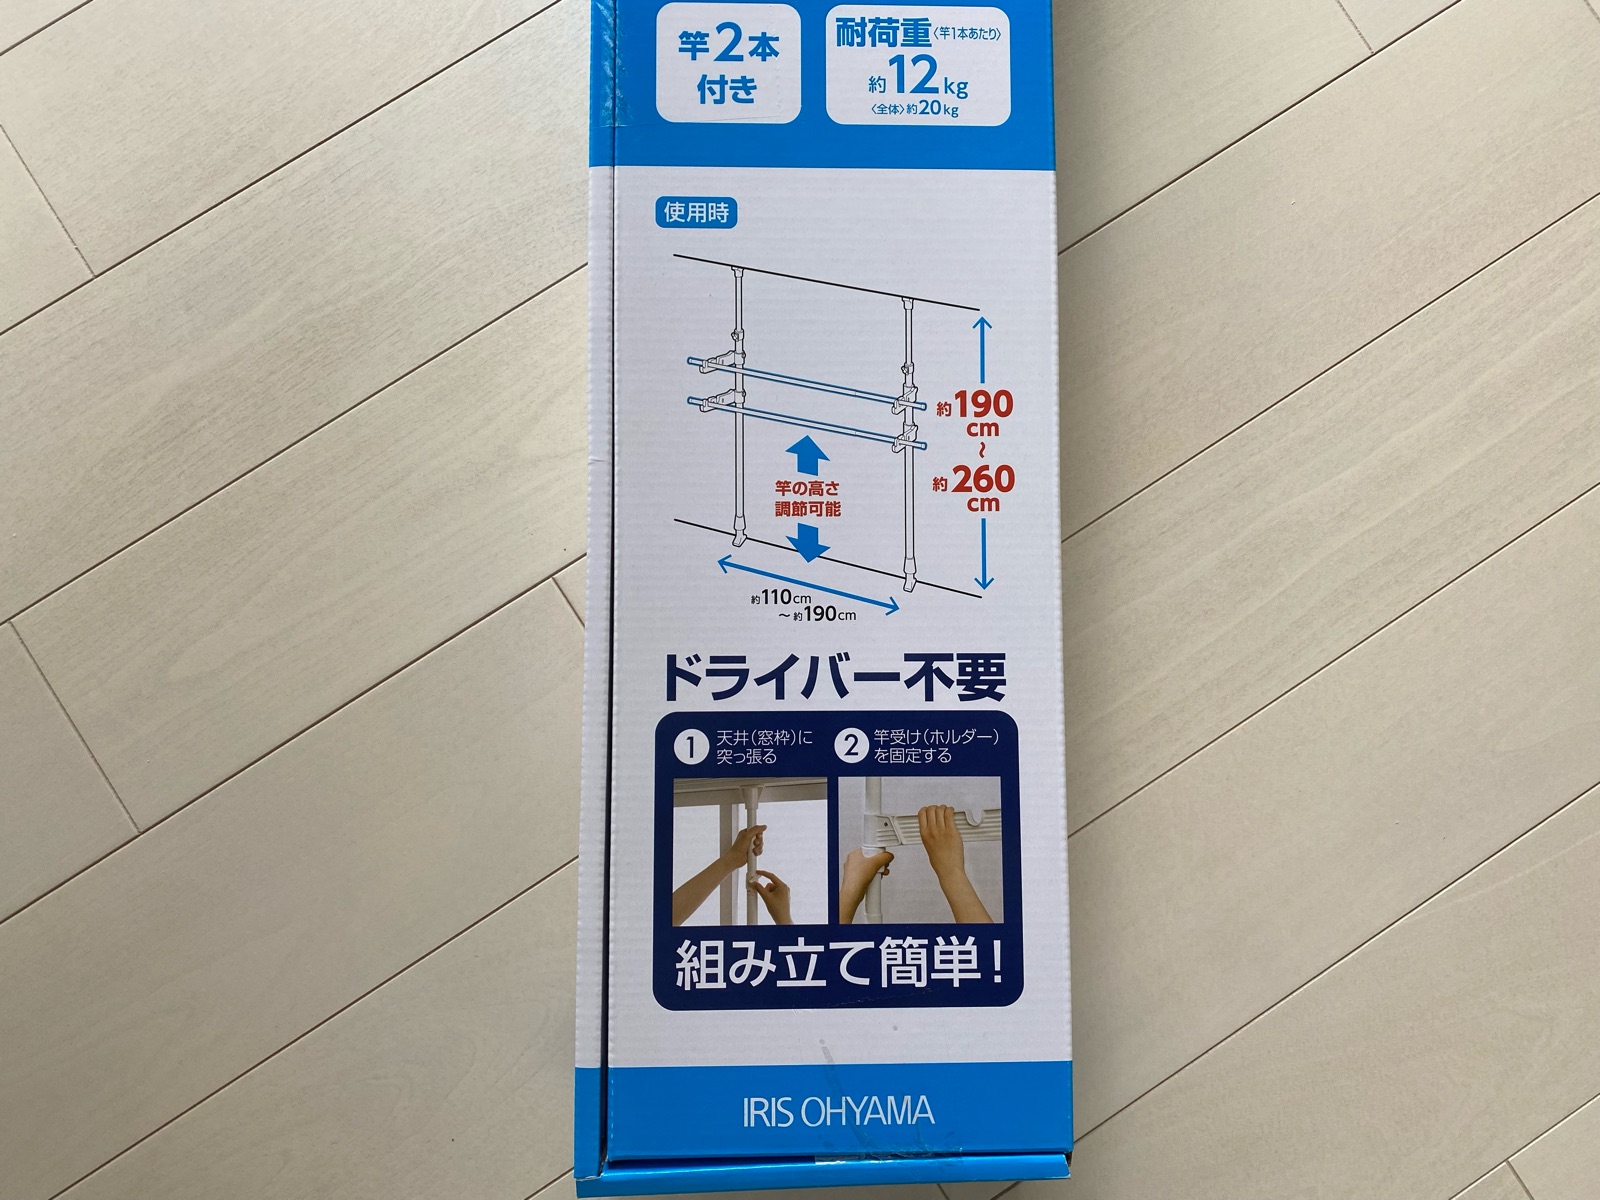 竿2本
付き
耐荷重〈竿1本あたり〉
約12kg
〈全体〉約20kg
使用時
約190
cm
〜
約260
cm
竿の高さ
調節可能
約110cm
〜約190cm
ドライバー不要
1 天井(窓枠)に
突っ張る
2 竿受け(ホルダー)
を固定する
組み立て簡単!
IRIS OHYAMA